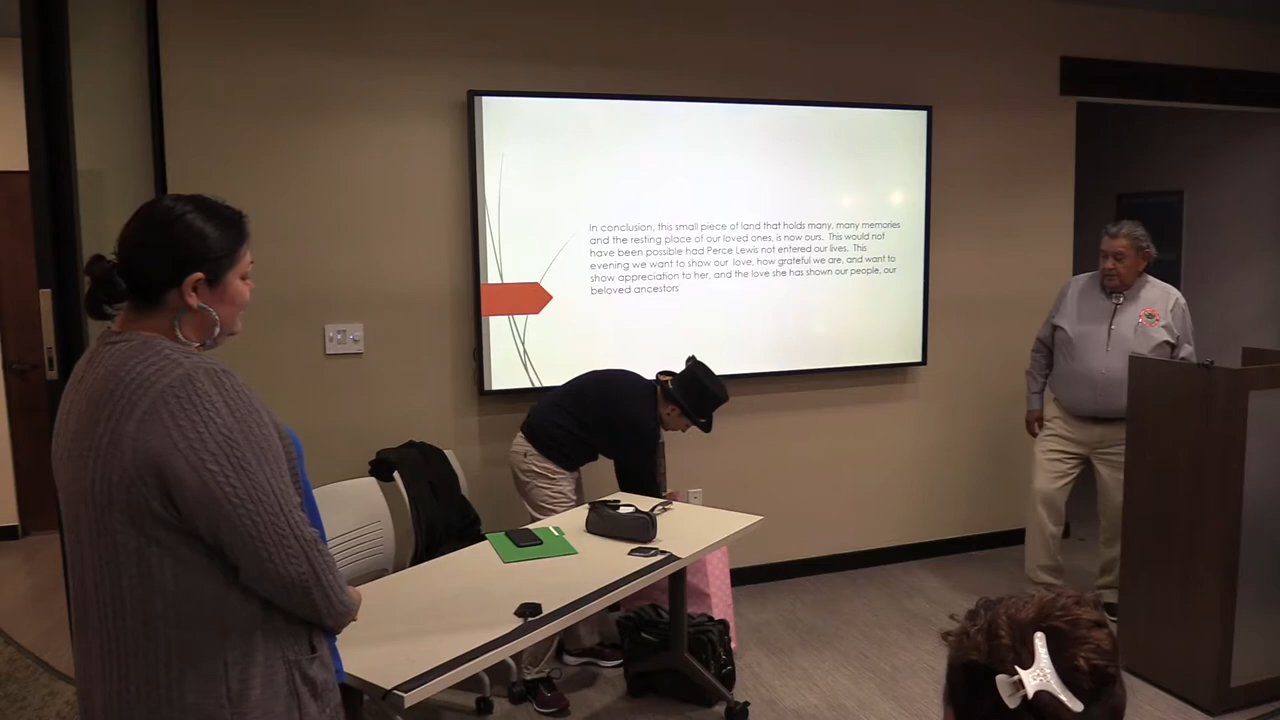 In conclusion, this small piece of land that holds many, many memories
and the resting place of our loved ones, is now ours. This would not
have been possible had Perce Lewis not entered our lives. This
evening we want to show our love, how grateful we are, and want to
show appreciation to her, and the love she has shown our people, our
beloved ancestors